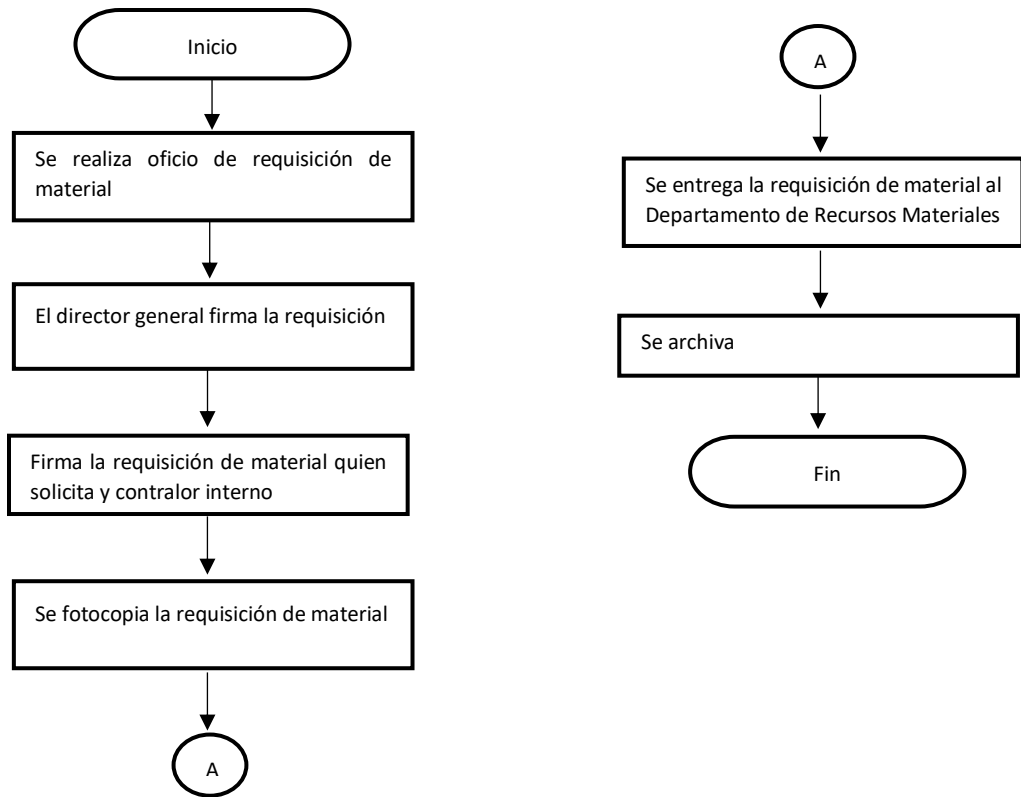 Inicio
Se realiza oficio de requisición de
material
El director general firma la requisición
Firma la requisición de material quien
solicita y contralor interno
Se fotocopia la requisición de material
A
A
Se entrega la requisición de material al
Departamento de Recursos Materiales
Se archiva
Fin